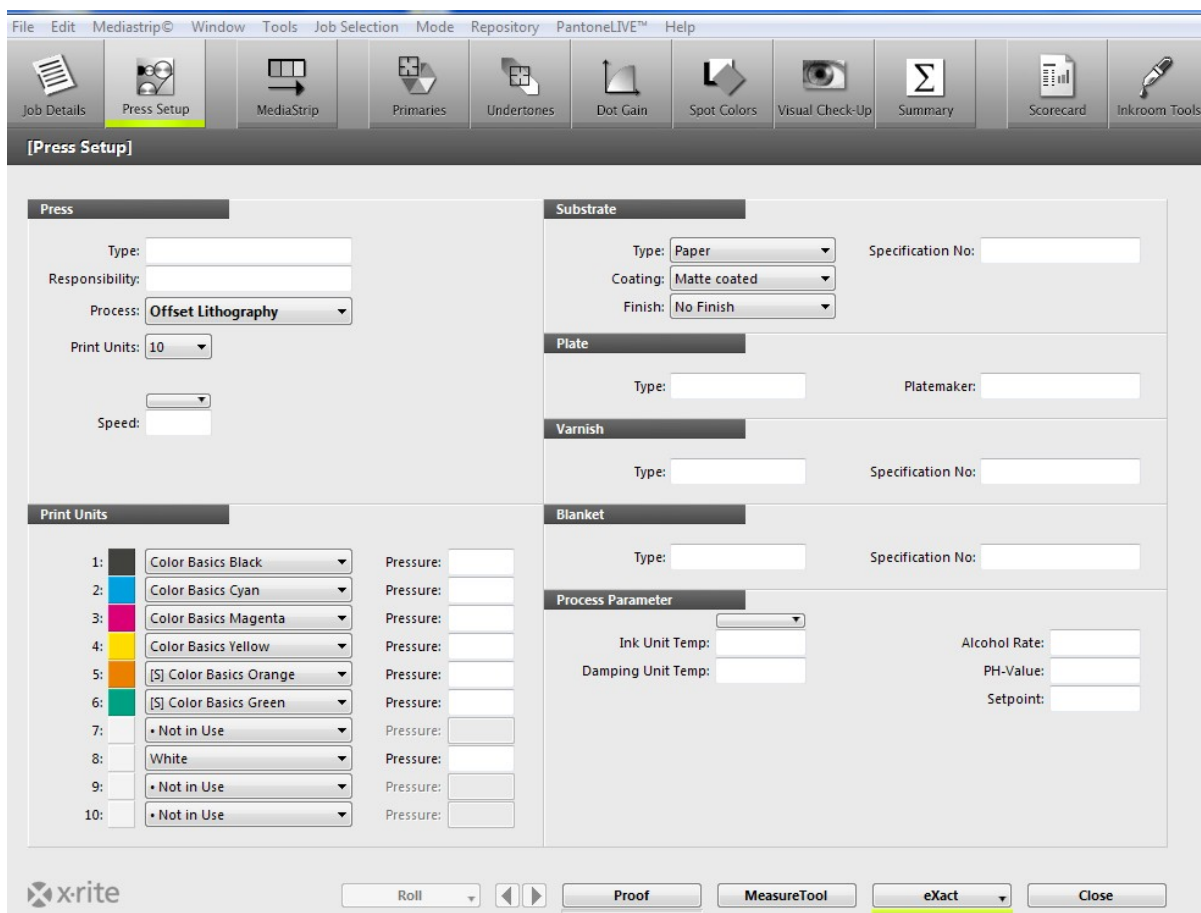 File Edit Mediastrip© Window Tools Job Selection Mode Repository PantoneLIVE™ Help
Job Details Press Setup MediaStrip Primaries Undertones Dot Gain Spot Colors Visual Check-Up Summary Scorecard Inkroom Tools
[Press Setup]
Press
Type:
Responsibility:
Process: Offset Lithography
Print Units: 10
Speed:
Substrate
Type: Paper Specification No:
Coating: Matte coated
Finish: No Finish
Plate
Type: Platemaker:
Varnish
Type: Specification No:
Print Units
1: Color Basics Black Pressure:
2: Color Basics Cyan Pressure:
3: Color Basics Magenta Pressure:
4: Color Basics Yellow Pressure:
5: [S] Color Basics Orange Pressure:
6: [S] Color Basics Green Pressure:
7: • Not in Use Pressure:
8: White Pressure:
9: • Not in Use Pressure:
10: • Not in Use Pressure:
Blanket
Type: Specification No:
Process Parameter
Ink Unit Temp: Alcohol Rate:
Damping Unit Temp: PH-Value:
Setpoint:
x·rite Roll Proof MeasureTool eXact Close